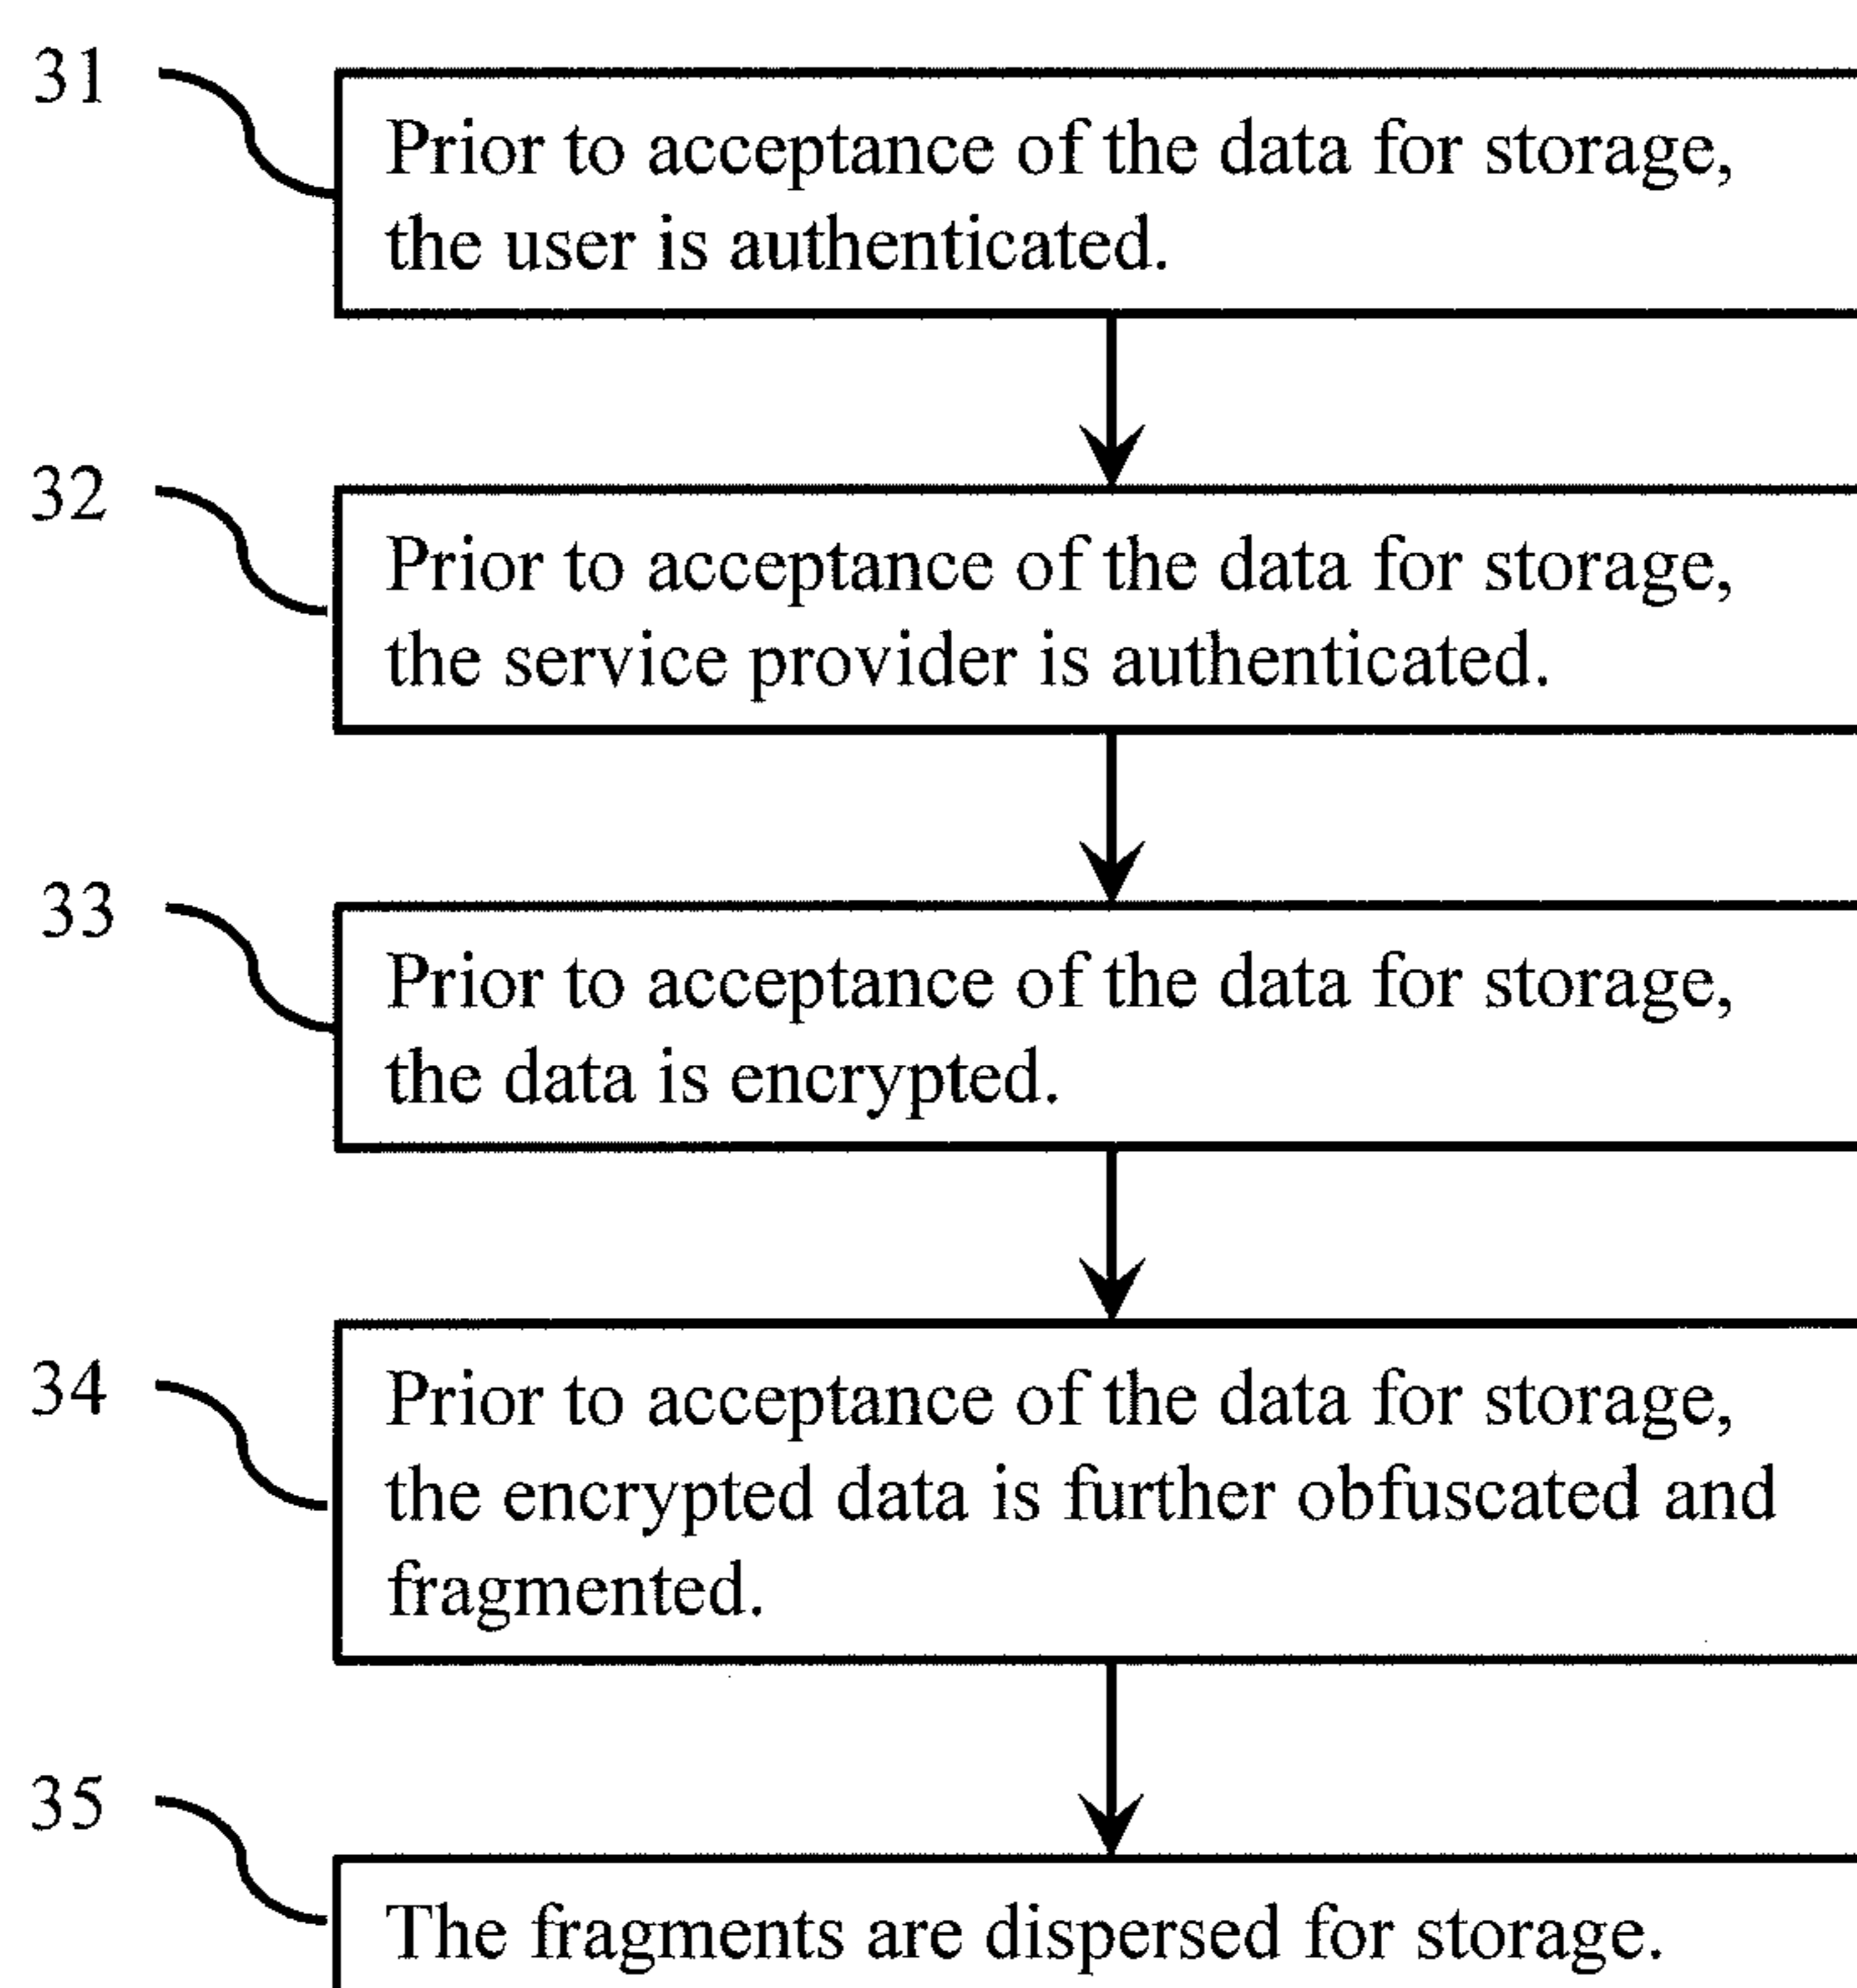 31
Prior to acceptance of the data for storage,
the user is authenticated.
32
Prior to acceptance of the data for storage,
the service provider is authenticated.
33
Prior to acceptance of the data for storage,
the data is encrypted.
34
Prior to acceptance of the data for storage,
the encrypted data is further obfuscated and
fragmented.
35
The fragments are dispersed for storage.